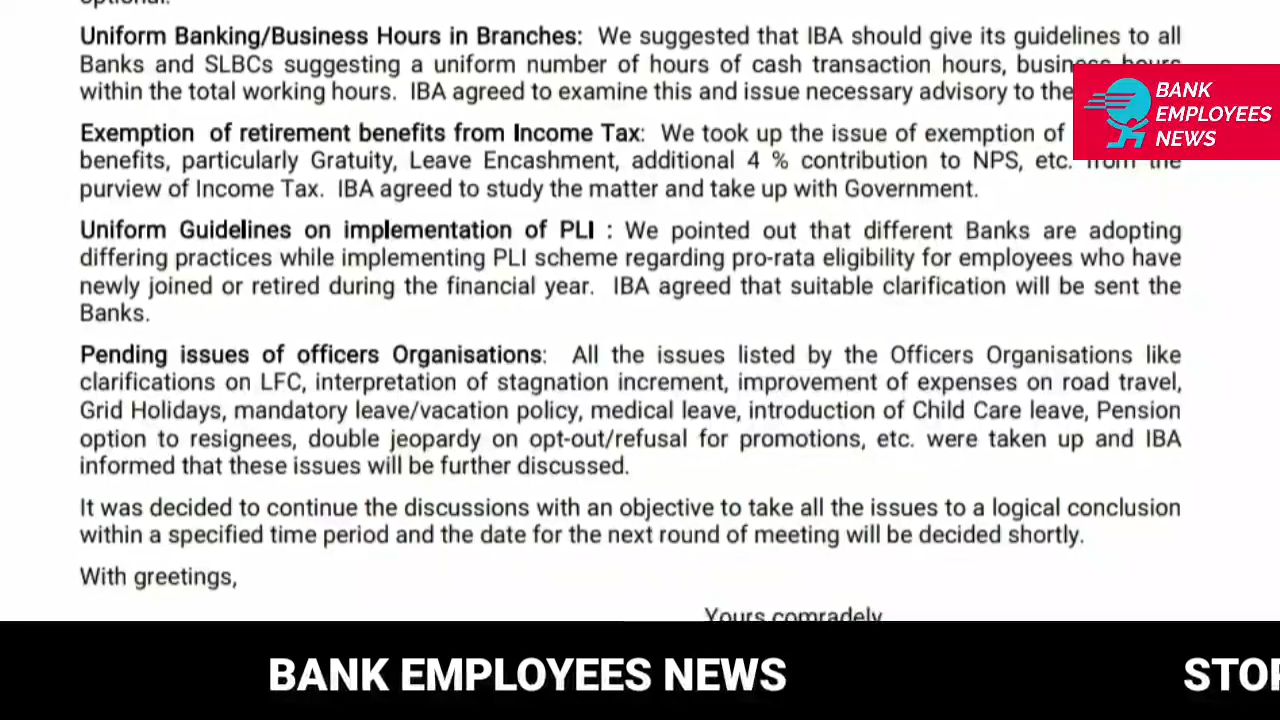 optional.
Uniform Banking/Business Hours in Branches: We suggested that IBA should give its guidelines to all
Banks and SLBCs suggesting a uniform number of hours of cash transaction hours, business hours
within the total working hours. IBA agreed to examine this and issue necessary advisory to the
Exemption of retirement benefits from Income Tax: We took up the issue of exemption of
benefits, particularly Gratuity, Leave Encashment, additional 4 % contribution to NPS, etc. from the
purview of Income Tax. IBA agreed to study the matter and take up with Government.
Uniform Guidelines on implementation of PLI : We pointed out that different Banks are adopting
differing practices while implementing PLI scheme regarding pro-rata eligibility for employees who have
newly joined or retired during the financial year. IBA agreed that suitable clarification will be sent the
Banks.
Pending issues of officers Organisations: All the issues listed by the Officers Organisations like
clarifications on LFC, interpretation of stagnation increment, improvement of expenses on road travel,
Grid Holidays, mandatory leave/vacation policy, medical leave, introduction of Child Care leave, Pension
option to resignees, double jeopardy on opt-out/refusal for promotions, etc. were taken up and IBA
informed that these issues will be further discussed.
It was decided to continue the discussions with an objective to take all the issues to a logical conclusion
within a specified time period and the date for the next round of meeting will be decided shortly.
With greetings,
Yours comradely
BANK
EMPLOYEES
NEWS
BANK EMPLOYEES NEWS